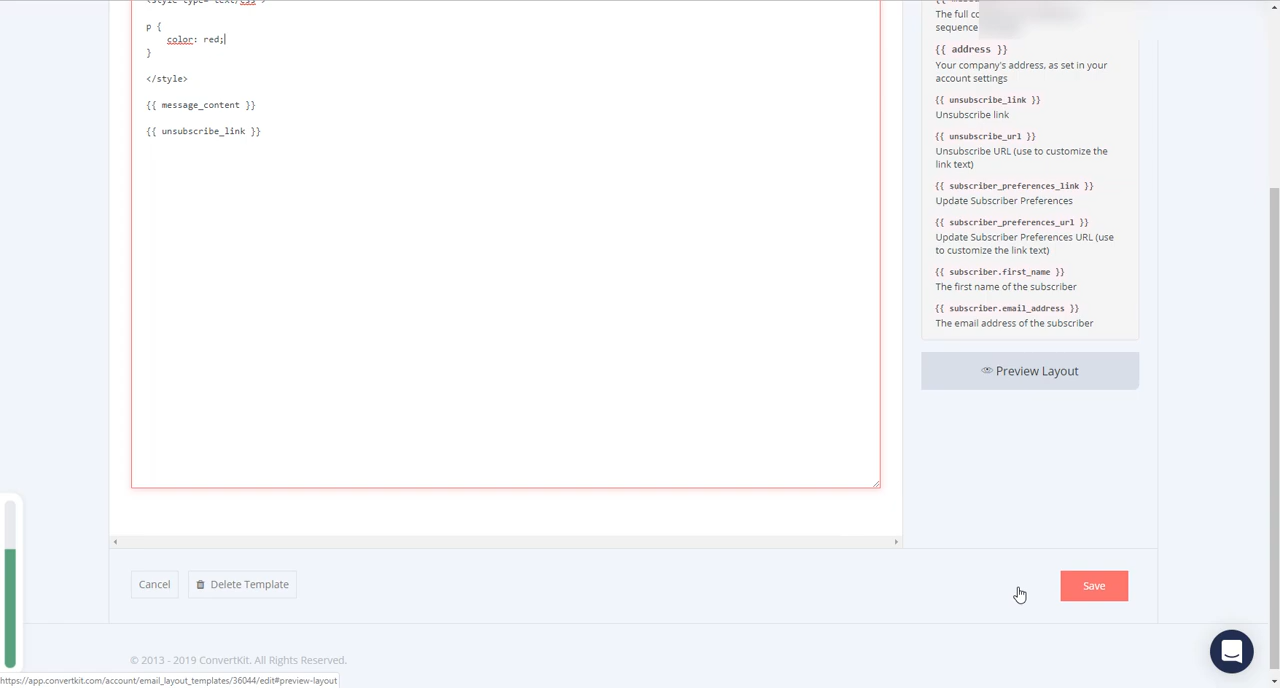 p {
color: red;
}
</style>
{{ message_content }}
{{ unsubscribe_link }}
The full
sequence
{{ address }}
Your company's address, as set in your
account settings
{{ unsubscribe_link }}
Unsubscribe link
{{ unsubscribe_url }}
Unsubscribe URL (use to customize the
link text)
{{ subscriber_preferences_link }}
Update Subscriber Preferences
{{ subscriber_preferences_url }}
Update Subscriber Preferences URL (use
to customize the link text)
{{ subscriber.first_name }}
The first name of the subscriber
{{ subscriber.email_address }}
The email address of the subscriber
Preview Layout
Cancel
Delete Template
Save
© 2013 - 2019 ConvertKit. All Rights Reserved.
https://app.convertkit.com/account/email_layout_templates/36044/edit#preview-layout